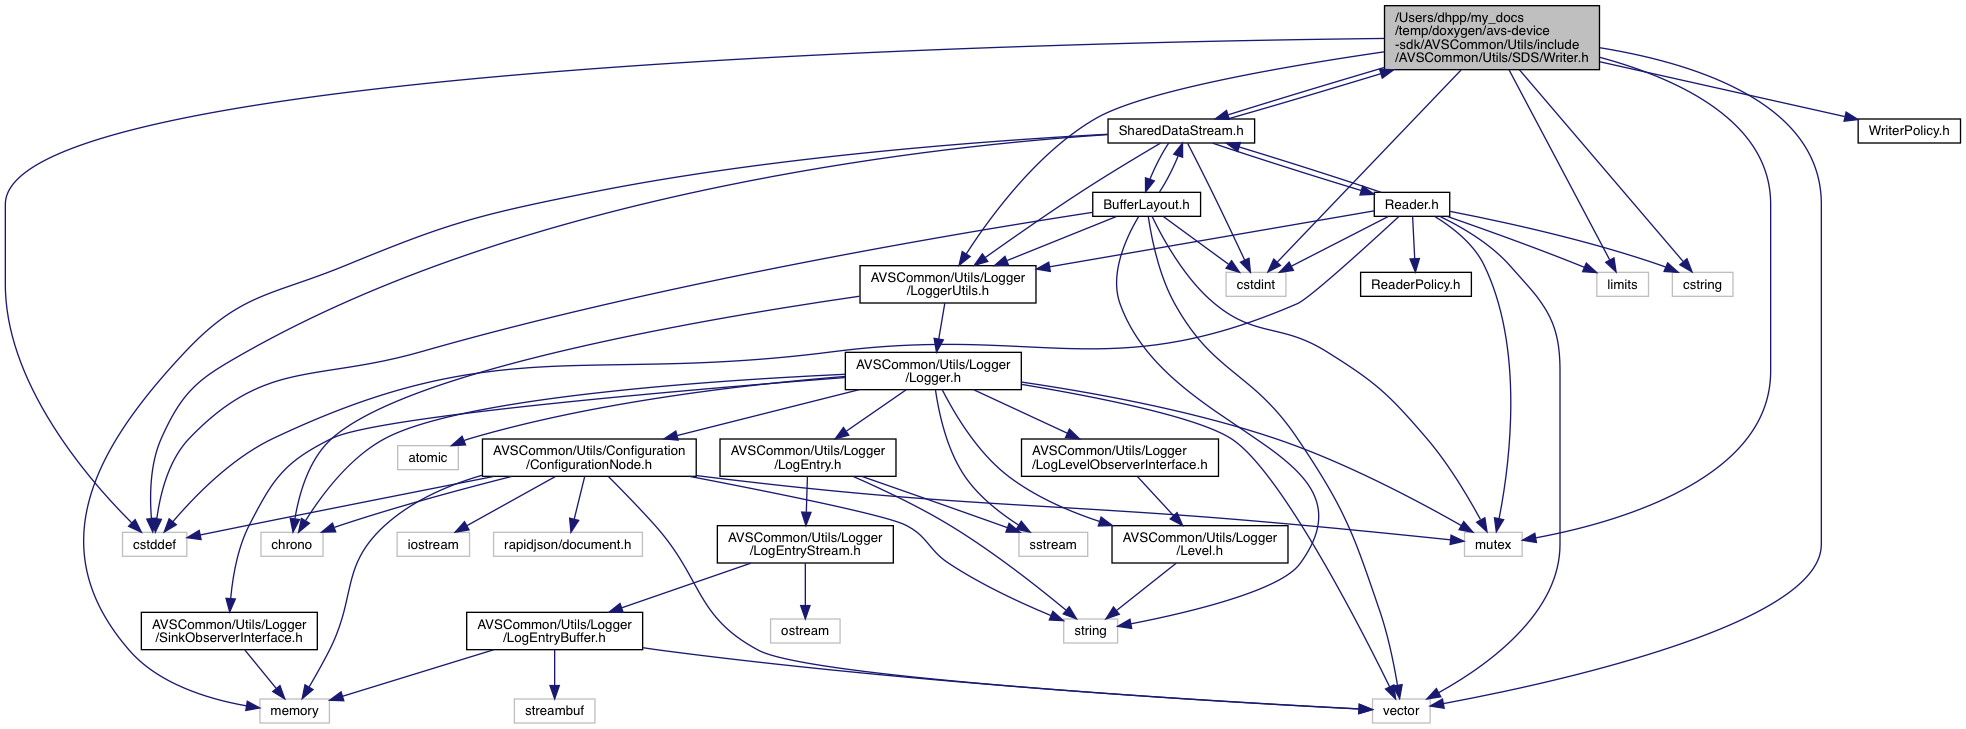 /Users/dhpp/my_docs
/temp/doxygen/avs-device
-sdk/AVSCommon/Utils/include
/AVSCommon/Utils/SDS/Writer.h
SharedDataStream.h
WriterPolicy.h
BufferLayout.h
Reader.h
AVSCommon/Utils/Logger
/LoggerUtils.h
cstdint
ReaderPolicy.h
limits
cstring
AVSCommon/Utils/Logger
/Logger.h
atomic
AVSCommon/Utils/Configuration
/ConfigurationNode.h
AVSCommon/Utils/Logger
/LogEntry.h
AVSCommon/Utils/Logger
/LogLevelObserverInterface.h
cstddef
chrono
iostream
rapidjson/document.h
AVSCommon/Utils/Logger
/LogEntryStream.h
sstream
AVSCommon/Utils/Logger
/Level.h
mutex
AVSCommon/Utils/Logger
/SinkObserverInterface.h
AVSCommon/Utils/Logger
/LogEntryBuffer.h
ostream
string
memory
streambuf
vector